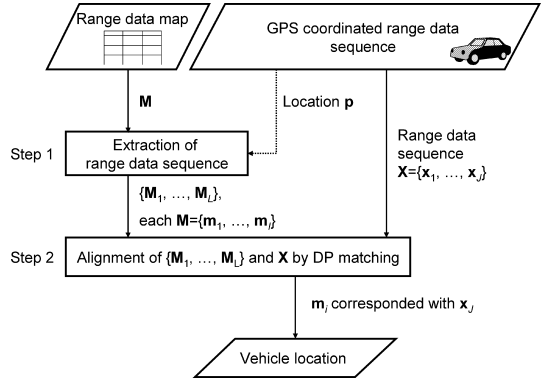 Range data map
GPS coordinated range data
sequence
M
Location p
Step 1
Extraction of
range data sequence
Range data
sequence
X={x1, …, xJ}
{M1, …, ML},
each M={m1, …, mi}
Step 2
Alignment of {M1, …, ML} and X by DP matching
mi corresponded with xJ
Vehicle location